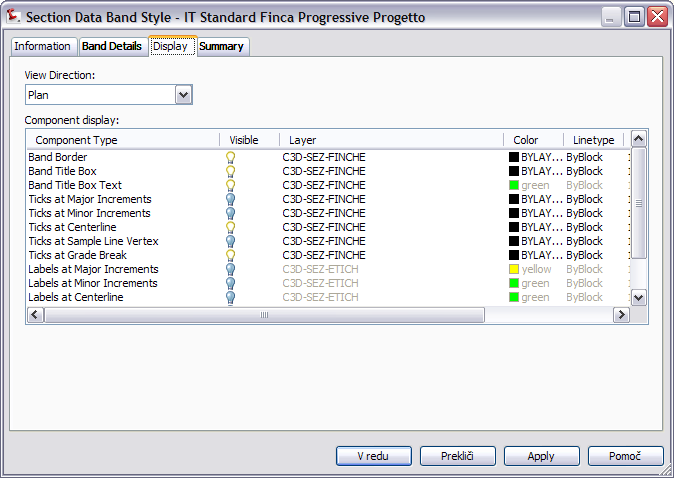 Section Data Band Style - IT Standard Finca Progressive Progetto
Information Band Details Display Summary
View Direction:
Plan
Component display:
Component Type Visible Layer Color Linetype
Band Border C3D-SEZ-FINCHE BYLAY... ByBlock
Band Title Box C3D-SEZ-FINCHE BYLAY... ByBlock
Band Title Box Text C3D-SEZ-FINCHE green ByBlock
Ticks at Major Increments C3D-SEZ-FINCHE BYLAY... ByBlock
Ticks at Minor Increments C3D-SEZ-FINCHE BYLAY... ByBlock
Ticks at Centerline C3D-SEZ-FINCHE BYLAY... ByBlock
Ticks at Sample Line Vertex C3D-SEZ-FINCHE BYLAY... ByBlock
Ticks at Grade Break C3D-SEZ-FINCHE BYLAY... ByBlock
Labels at Major Increments C3D-SEZ-ETICH yellow ByBlock
Labels at Minor Increments C3D-SEZ-ETICH green ByBlock
Labels at Centerline C3D-SEZ-ETICH green ByBlock
V redu Prekliči Apply Pomoč